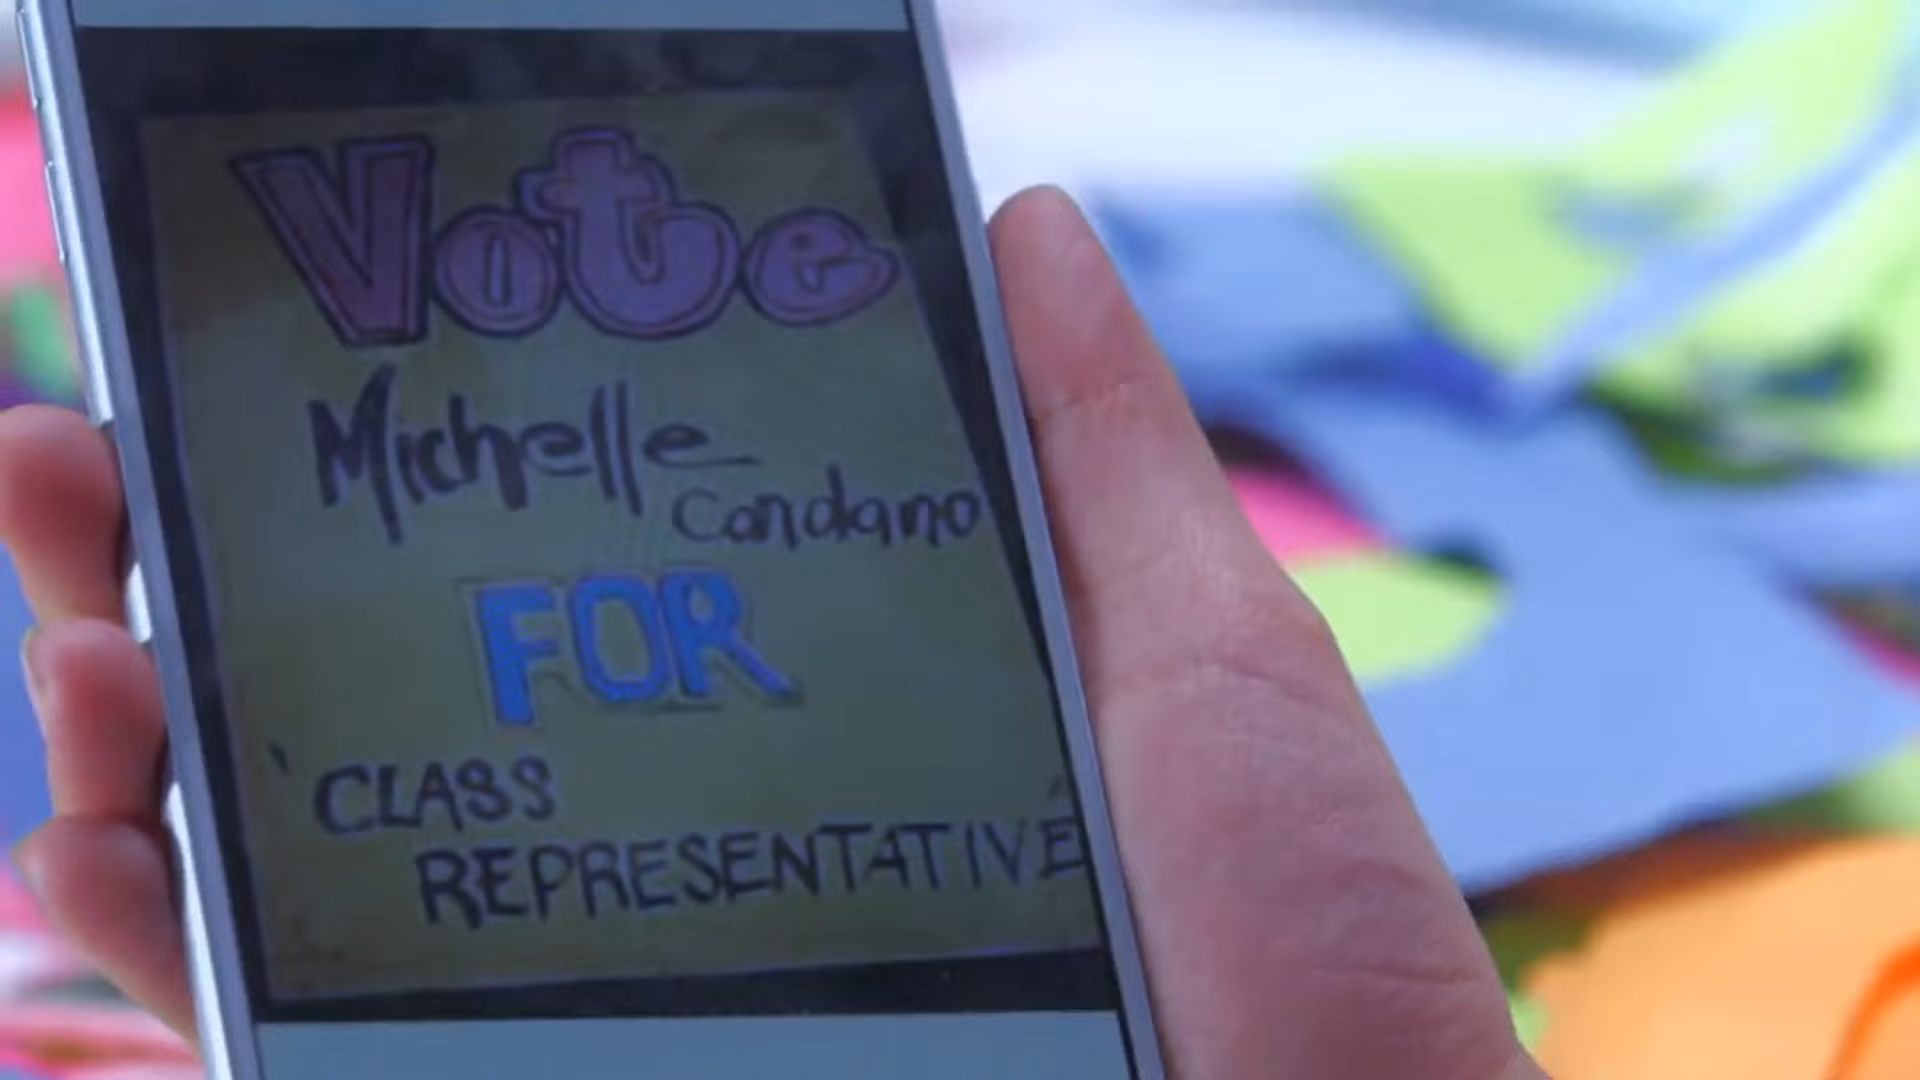 Vote
Michelle
Candano
FOR
CLASS
REPRESENTATIVE